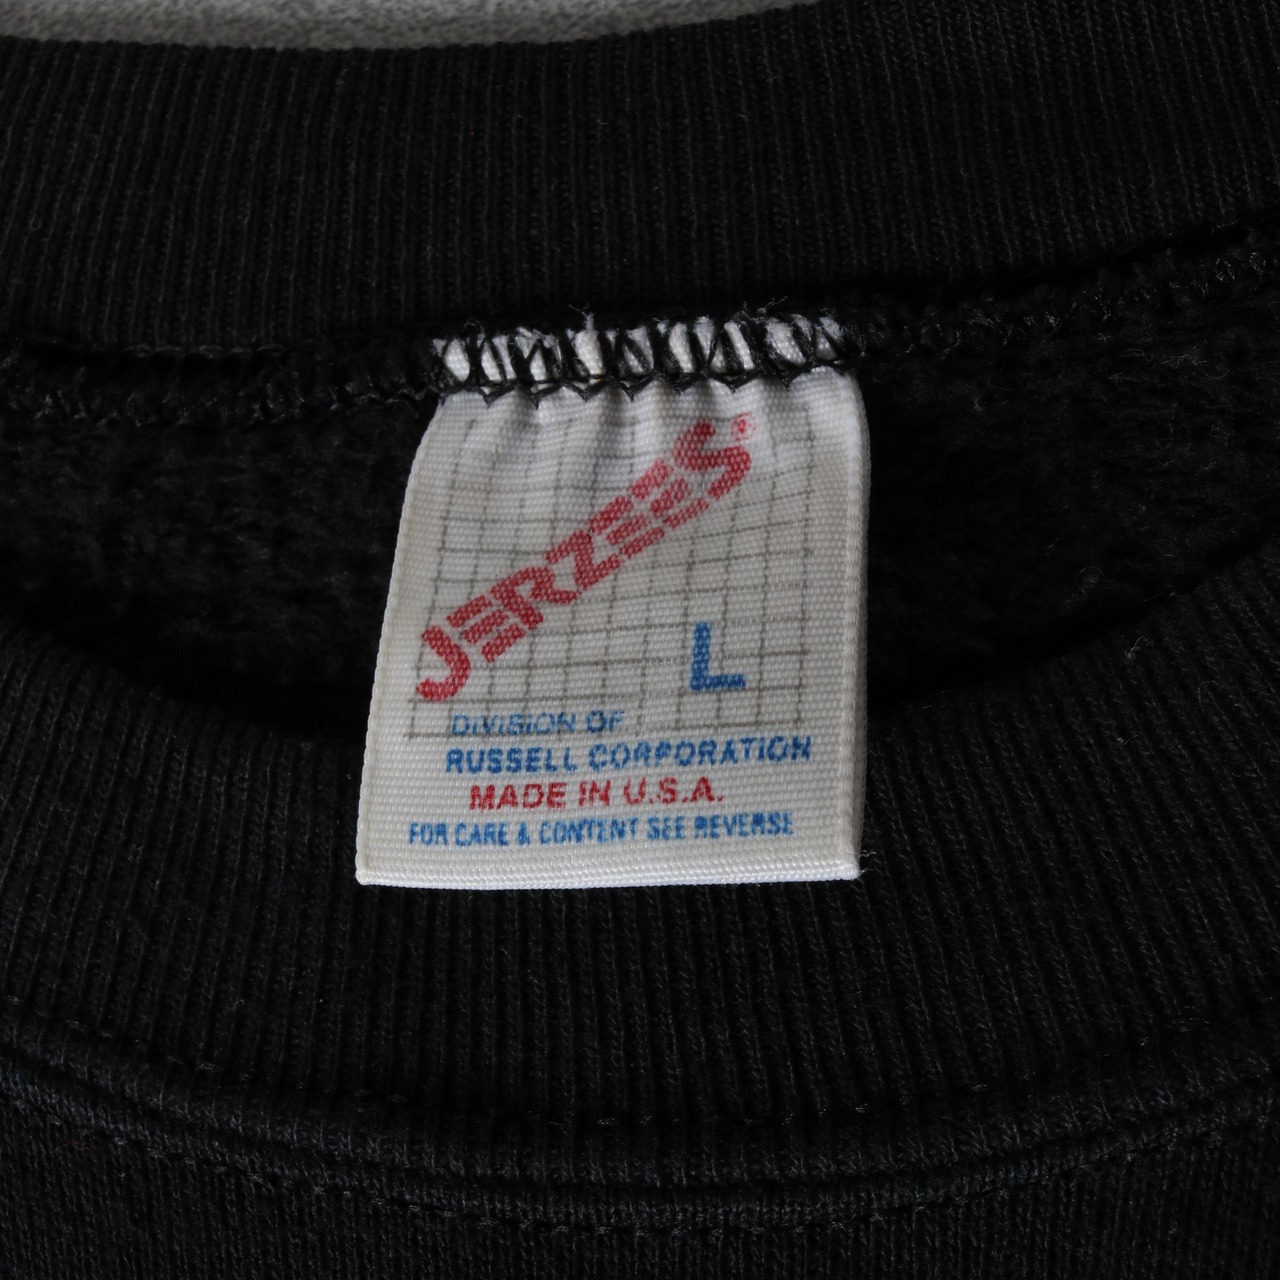 JERZEES®
L
DIVISION OF
RUSSELL CORPORATION
MADE IN U.S.A.
FOR CARE & CONTENT SEE REVERSE